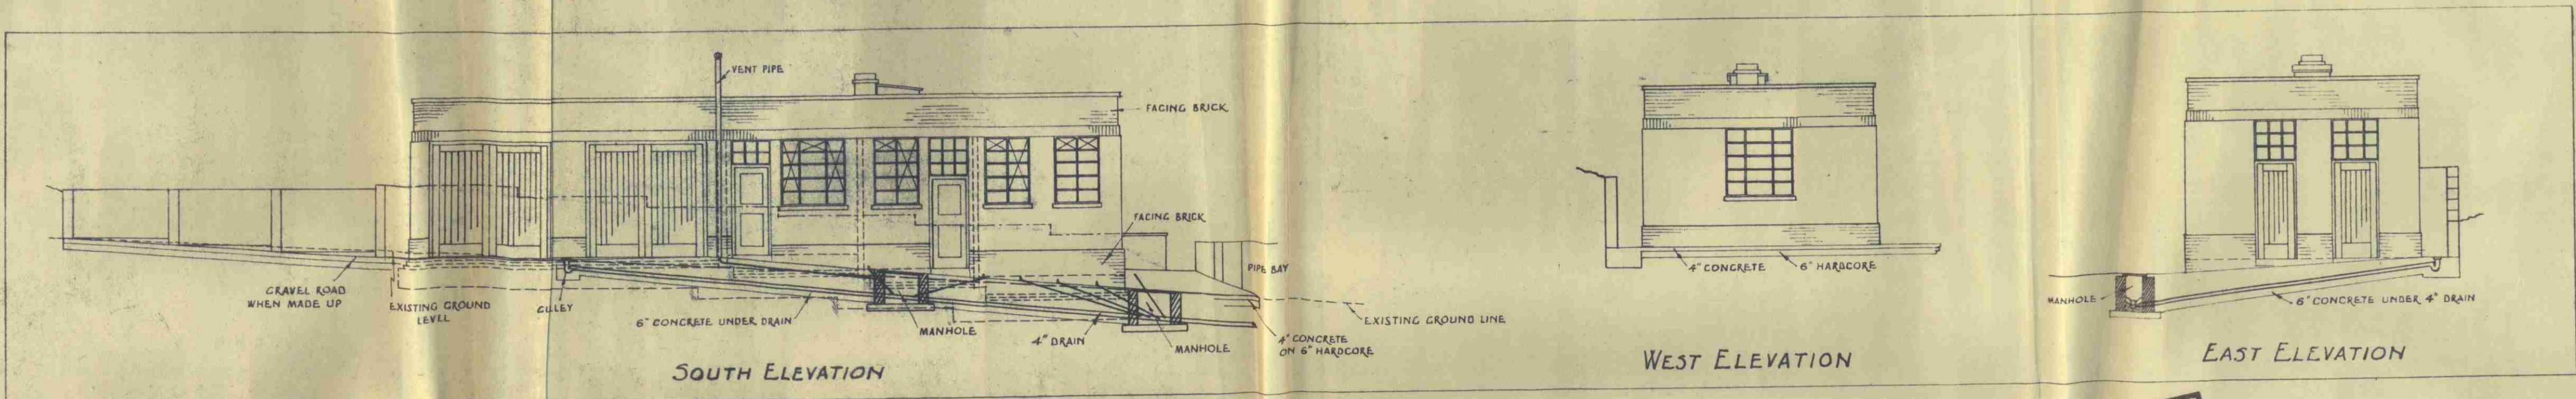 VENT PIPE
FACING BRICK
FACING BRICK
PIPE BAY
GRAVEL ROAD
WHEN MADE UP
EXISTING GROUND
LEVEL
GULLEY
6" CONCRETE UNDER DRAIN
MANHOLE
4" DRAIN
MANHOLE
4" CONCRETE
ON 6" HARDCORE
EXISTING GROUND LINE
SOUTH ELEVATION
4" CONCRETE
6" HARDCORE
WEST ELEVATION
MANHOLE
6" CONCRETE UNDER 4" DRAIN
EAST ELEVATION